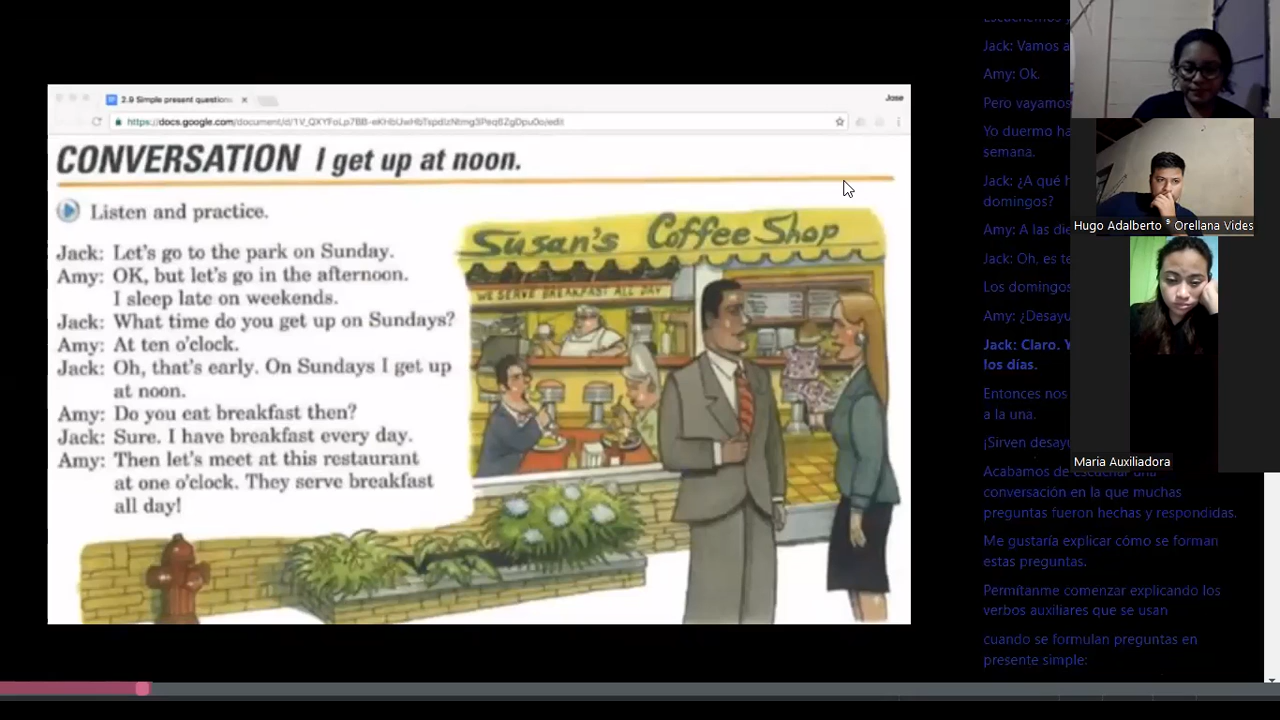 2.9 Simple present questions
Jose
CONVERSATION I get up at noon.
Listen and practice.
Jack: Let's go to the park on Sunday.
Amy: OK, but let's go in the afternoon.
I sleep late on weekends.
Jack: What time do you get up on Sundays?
Amy: At ten o'clock.
Jack: Oh, that's early. On Sundays I get up
at noon.
Amy: Do you eat breakfast then?
Jack: Sure. I have breakfast every day.
Amy: Then let's meet at this restaurant
at one o'clock. They serve breakfast
all day!
Susan's Coffee Shop
WE SERVE BREAKFAST ALL DAY
Jack: Vamos a
Amy: Ok.
Pero vayamos
Yo duermo
semana.
Jack: ¿A qué
domingos?
Amy: A las
Jack: Oh, es
Los domingos
Amy:
Jack: Claro.
los días.
Entonces nos
a la una.
¡Sirven
Acabamos de escuchar una
conversación en la que muchas
preguntas fueron hechas y respondidas.
Me gustaría explicar cómo se forman
estas preguntas.
Permítanme comenzar explicando los
verbos auxiliares que se usan
cuando se formulan preguntas en
presente simple:
Hugo Adalberto Orellana Vides
Maria Auxiliadora